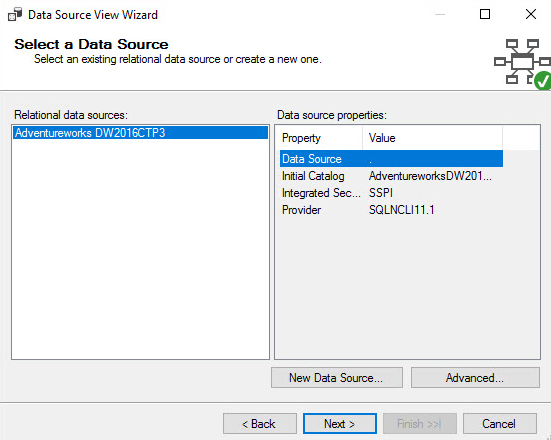 Data Source View Wizard
Select a Data Source
Select an existing relational data source or create a new one.
Relational data sources:
Adventureworks DW2016CTP3
Data source properties:
Property Value
Data Source .
Initial Catalog AdventureworksDW201...
Integrated Sec... SSPI
Provider SQLNCLI11.1
New Data Source... Advanced...
< Back Next > Finish >>| Cancel